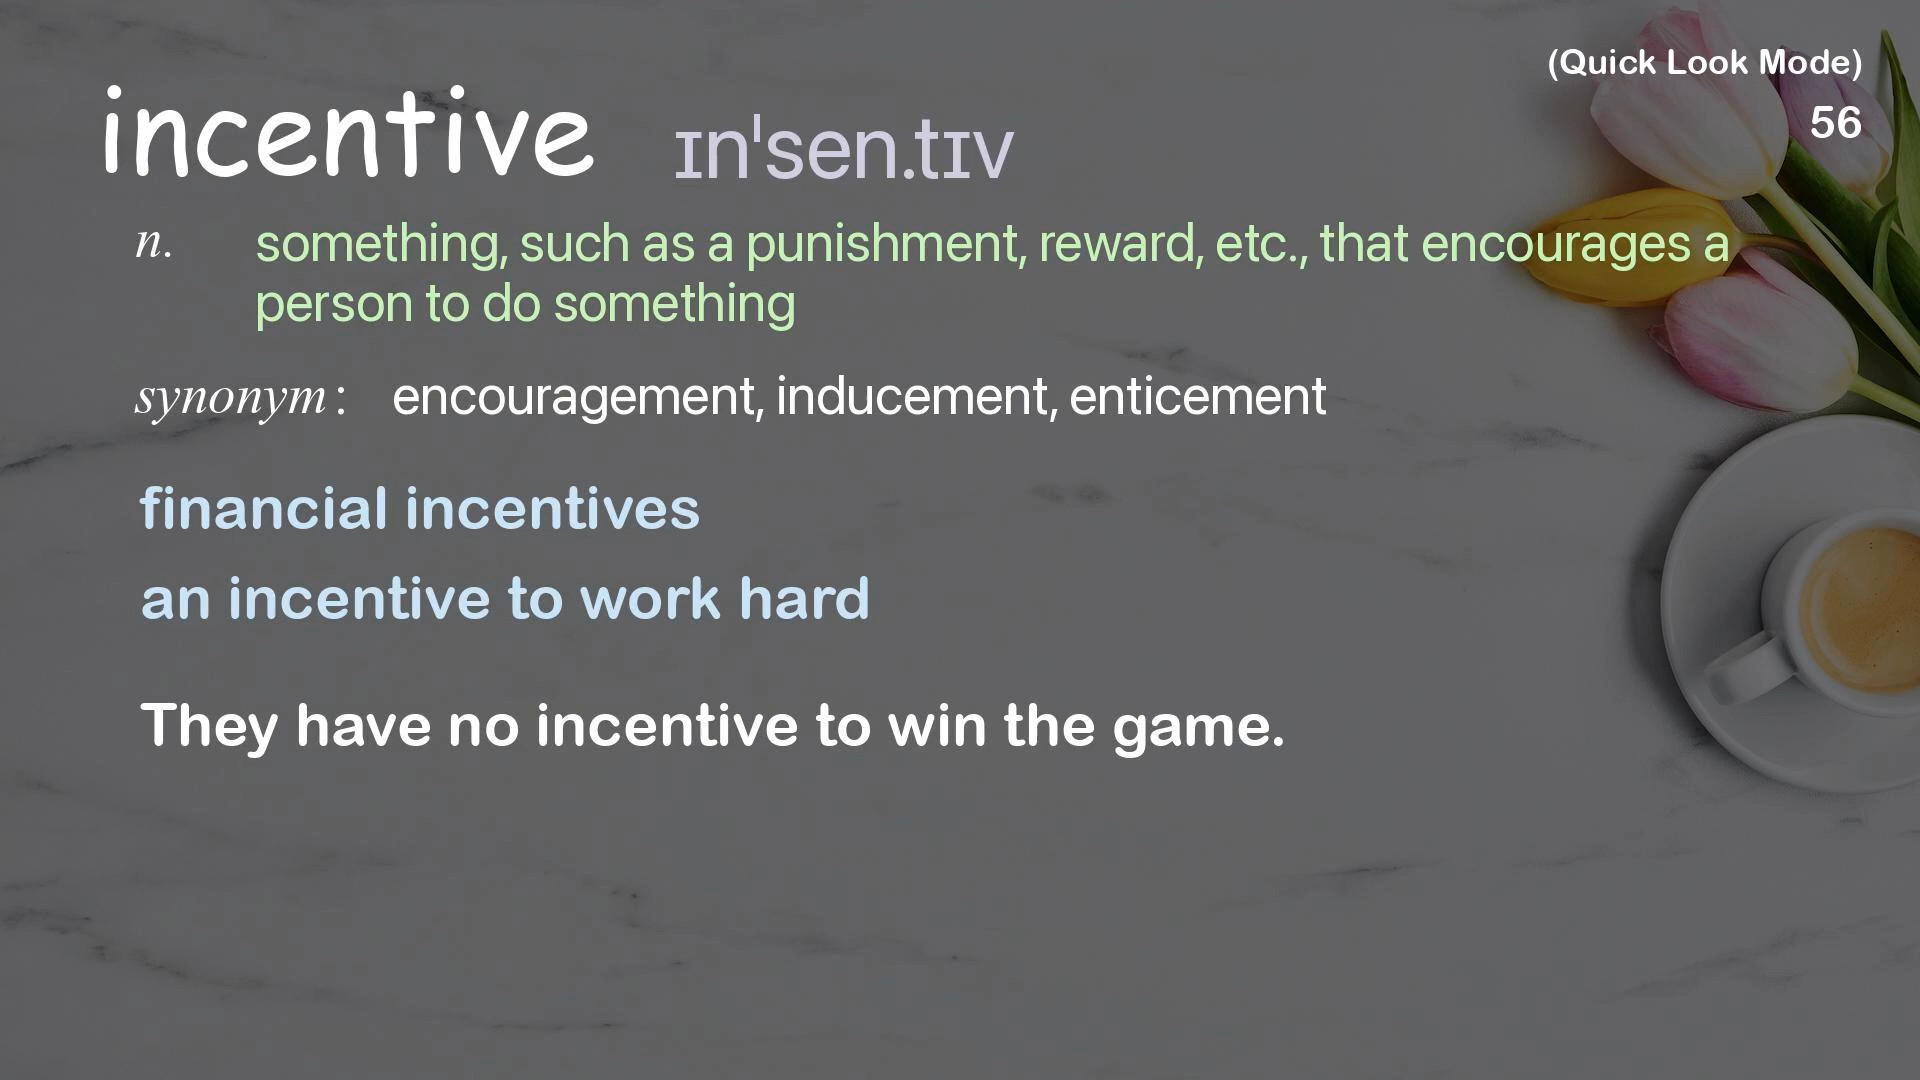 (Quick Look Mode)
56
incentive ɪnˈsen.tɪv
n. something, such as a punishment, reward, etc., that encourages a
person to do something
synonym: encouragement, inducement, enticement
financial incentives
an incentive to work hard
They have no incentive to win the game.